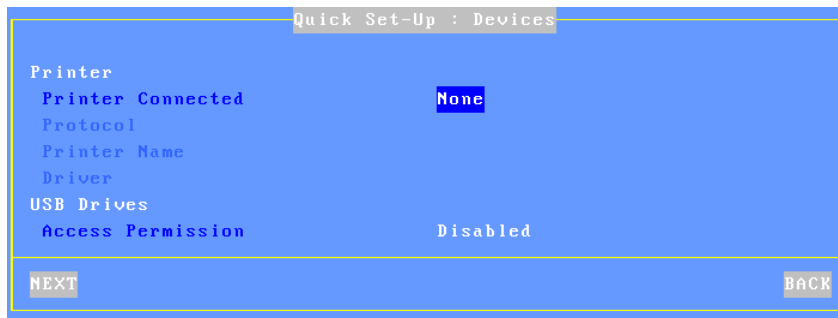 Quick Set-Up : Devices
Printer
Printer Connected None
Protocol
Printer Name
Driver
USB Drives
Access Permission Disabled
NEXT BACK